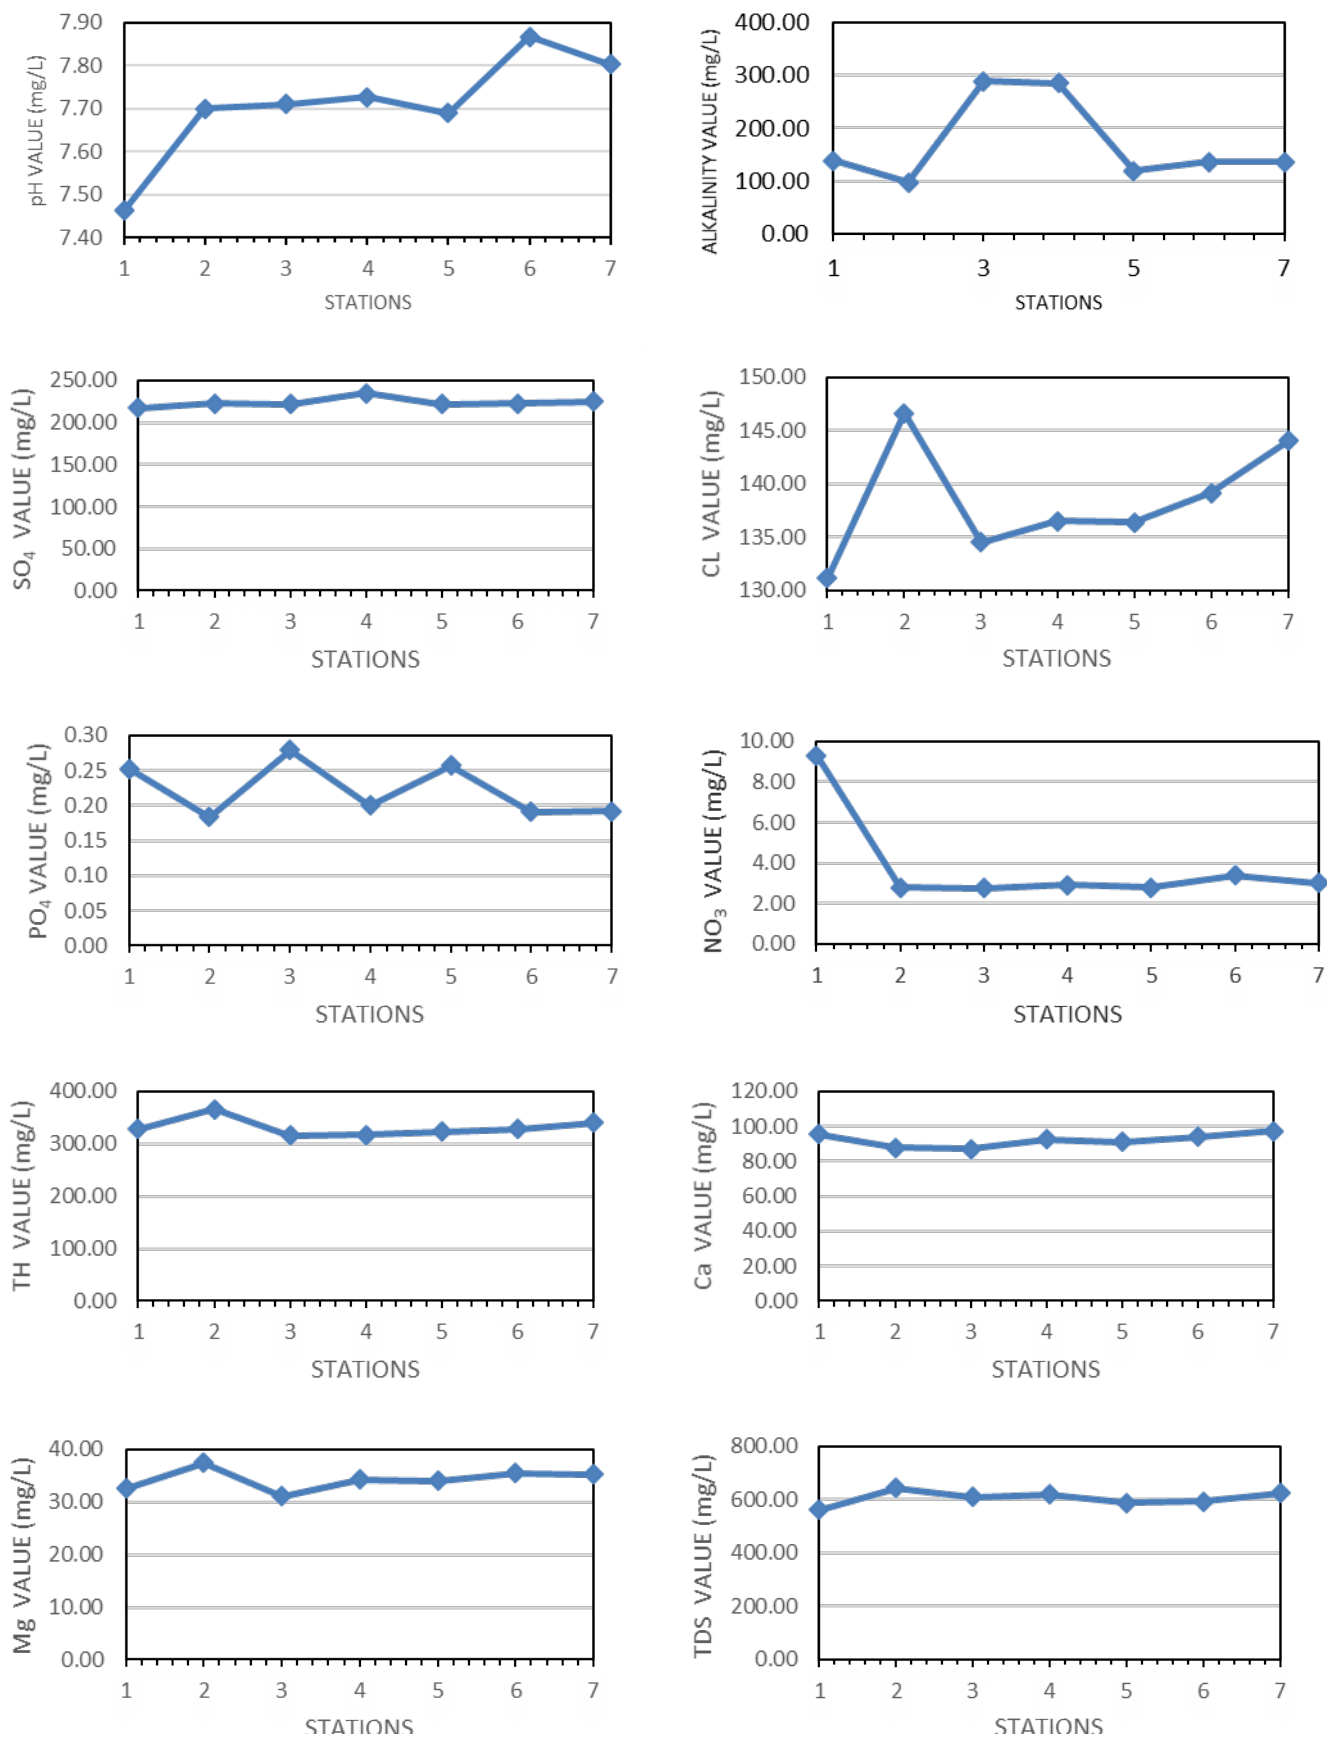 pH VALUE (mg/L)
7.90
7.80
7.70
7.60
7.50
7.40
1 2 3 4 5 6 7
STATIONS
ALKALINITY VALUE (mg/L)
400.00
300.00
200.00
100.00
0.00
1 3 5 7
STATIONS
SO₄ VALUE (mg/L)
250.00
200.00
150.00
100.00
50.00
0.00
1 2 3 4 5 6 7
STATIONS
CL VALUE (mg/L)
150.00
145.00
140.00
135.00
130.00
1 2 3 4 5 6 7
STATIONS
PO₄ VALUE (mg/L)
0.30
0.25
0.20
0.15
0.10
0.05
0.00
1 2 3 4 5 6 7
STATIONS
NO₃ VALUE (mg/L)
10.00
8.00
6.00
4.00
2.00
0.00
1 2 3 4 5 6 7
STATIONS
TH VALUE (mg/L)
400.00
300.00
200.00
100.00
0.00
1 2 3 4 5 6 7
STATIONS
Ca VALUE (mg/L)
120.00
100.00
80.00
60.00
40.00
20.00
0.00
1 2 3 4 5 6 7
STATIONS
Mg VALUE (mg/L)
40.00
30.00
20.00
10.00
0.00
1 2 3 4 5 6 7
STATIONS
TDS VALUE (mg/L)
800.00
600.00
400.00
200.00
0.00
1 2 3 4 5 6 7
STATIONS